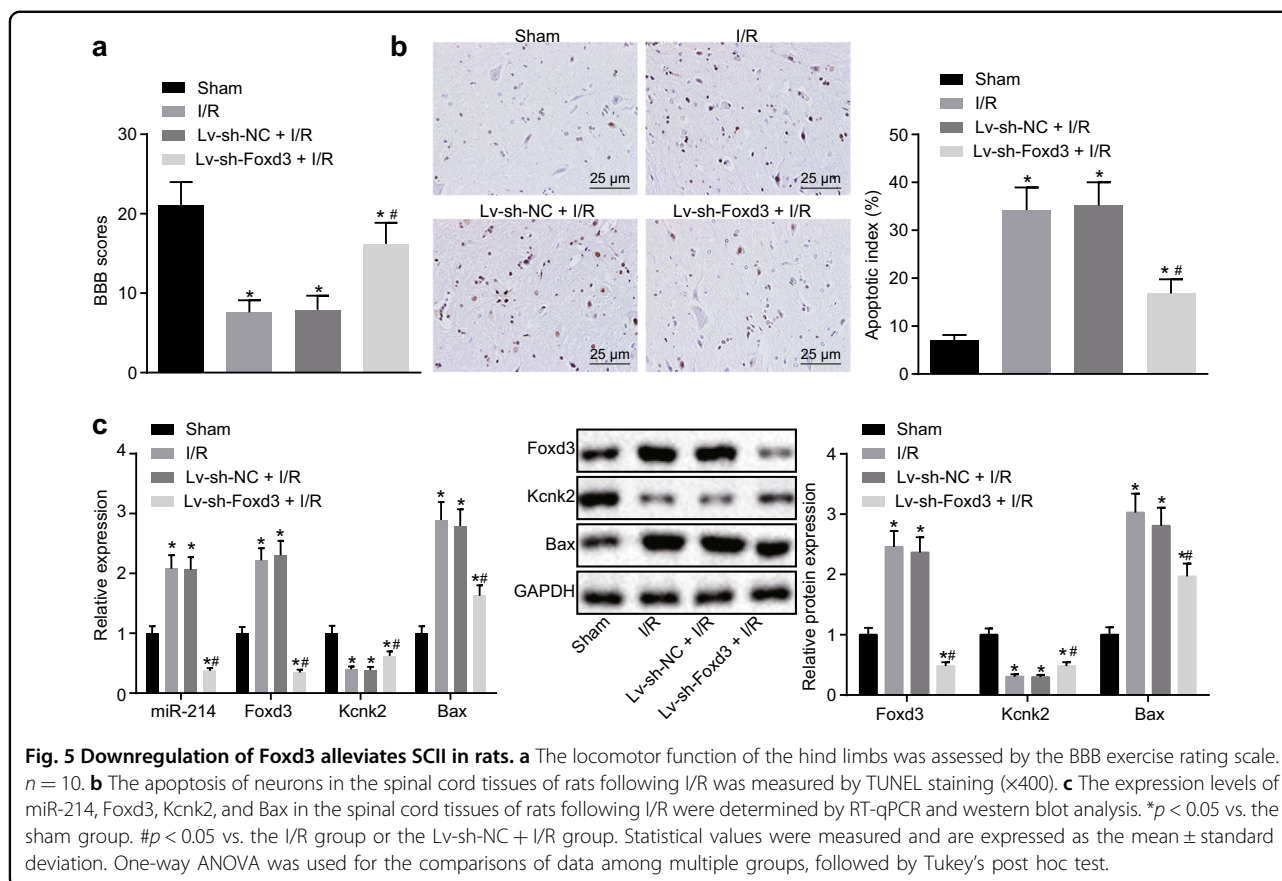 a
Sham
I/R
Lv-sh-NC + I/R
Lv-sh-Foxd3 + I/R
30
20
10
0
BBB scores
*
*
* #
b
Sham
I/R
25 µm
25 µm
Lv-sh-NC + I/R
Lv-sh-Foxd3 + I/R
25 µm
25 µm
Sham
I/R
Lv-sh-NC + I/R
Lv-sh-Foxd3 + I/R
50
40
30
20
10
0
Apoptotic index (%)
*
*
* #
c
Sham
I/R
Lv-sh-NC + I/R
Lv-sh-Foxd3 + I/R
4
3
2
1
0
Relative expression
* * *#
* * *#
* * *#
* * *#
miR-214 Foxd3 Kcnk2 Bax
Foxd3
Kcnk2
Bax
GAPDH
Sham
I/R
Lv-sh-NC + I/R
Lv-sh-Foxd3 + I/R
Sham
I/R
Lv-sh-NC + I/R
Lv-sh-Foxd3 + I/R
4
3
2
1
0
Relative protein expression
* * *#
* * *#
* * *#
Foxd3 Kcnk2 Bax
Fig. 5 Downregulation of Foxd3 alleviates SCII in rats. a The locomotor function of the hind limbs was assessed by the BBB exercise rating scale.
n = 10. b The apoptosis of neurons in the spinal cord tissues of rats following I/R was measured by TUNEL staining (×400). c The expression levels of
miR-214, Foxd3, Kcnk2, and Bax in the spinal cord tissues of rats following I/R were determined by RT-qPCR and western blot analysis. *p < 0.05 vs. the
sham group. #p < 0.05 vs. the I/R group or the Lv-sh-NC + I/R group. Statistical values were measured and are expressed as the mean ± standard
deviation. One-way ANOVA was used for the comparisons of data among multiple groups, followed by Tukey's post hoc test.